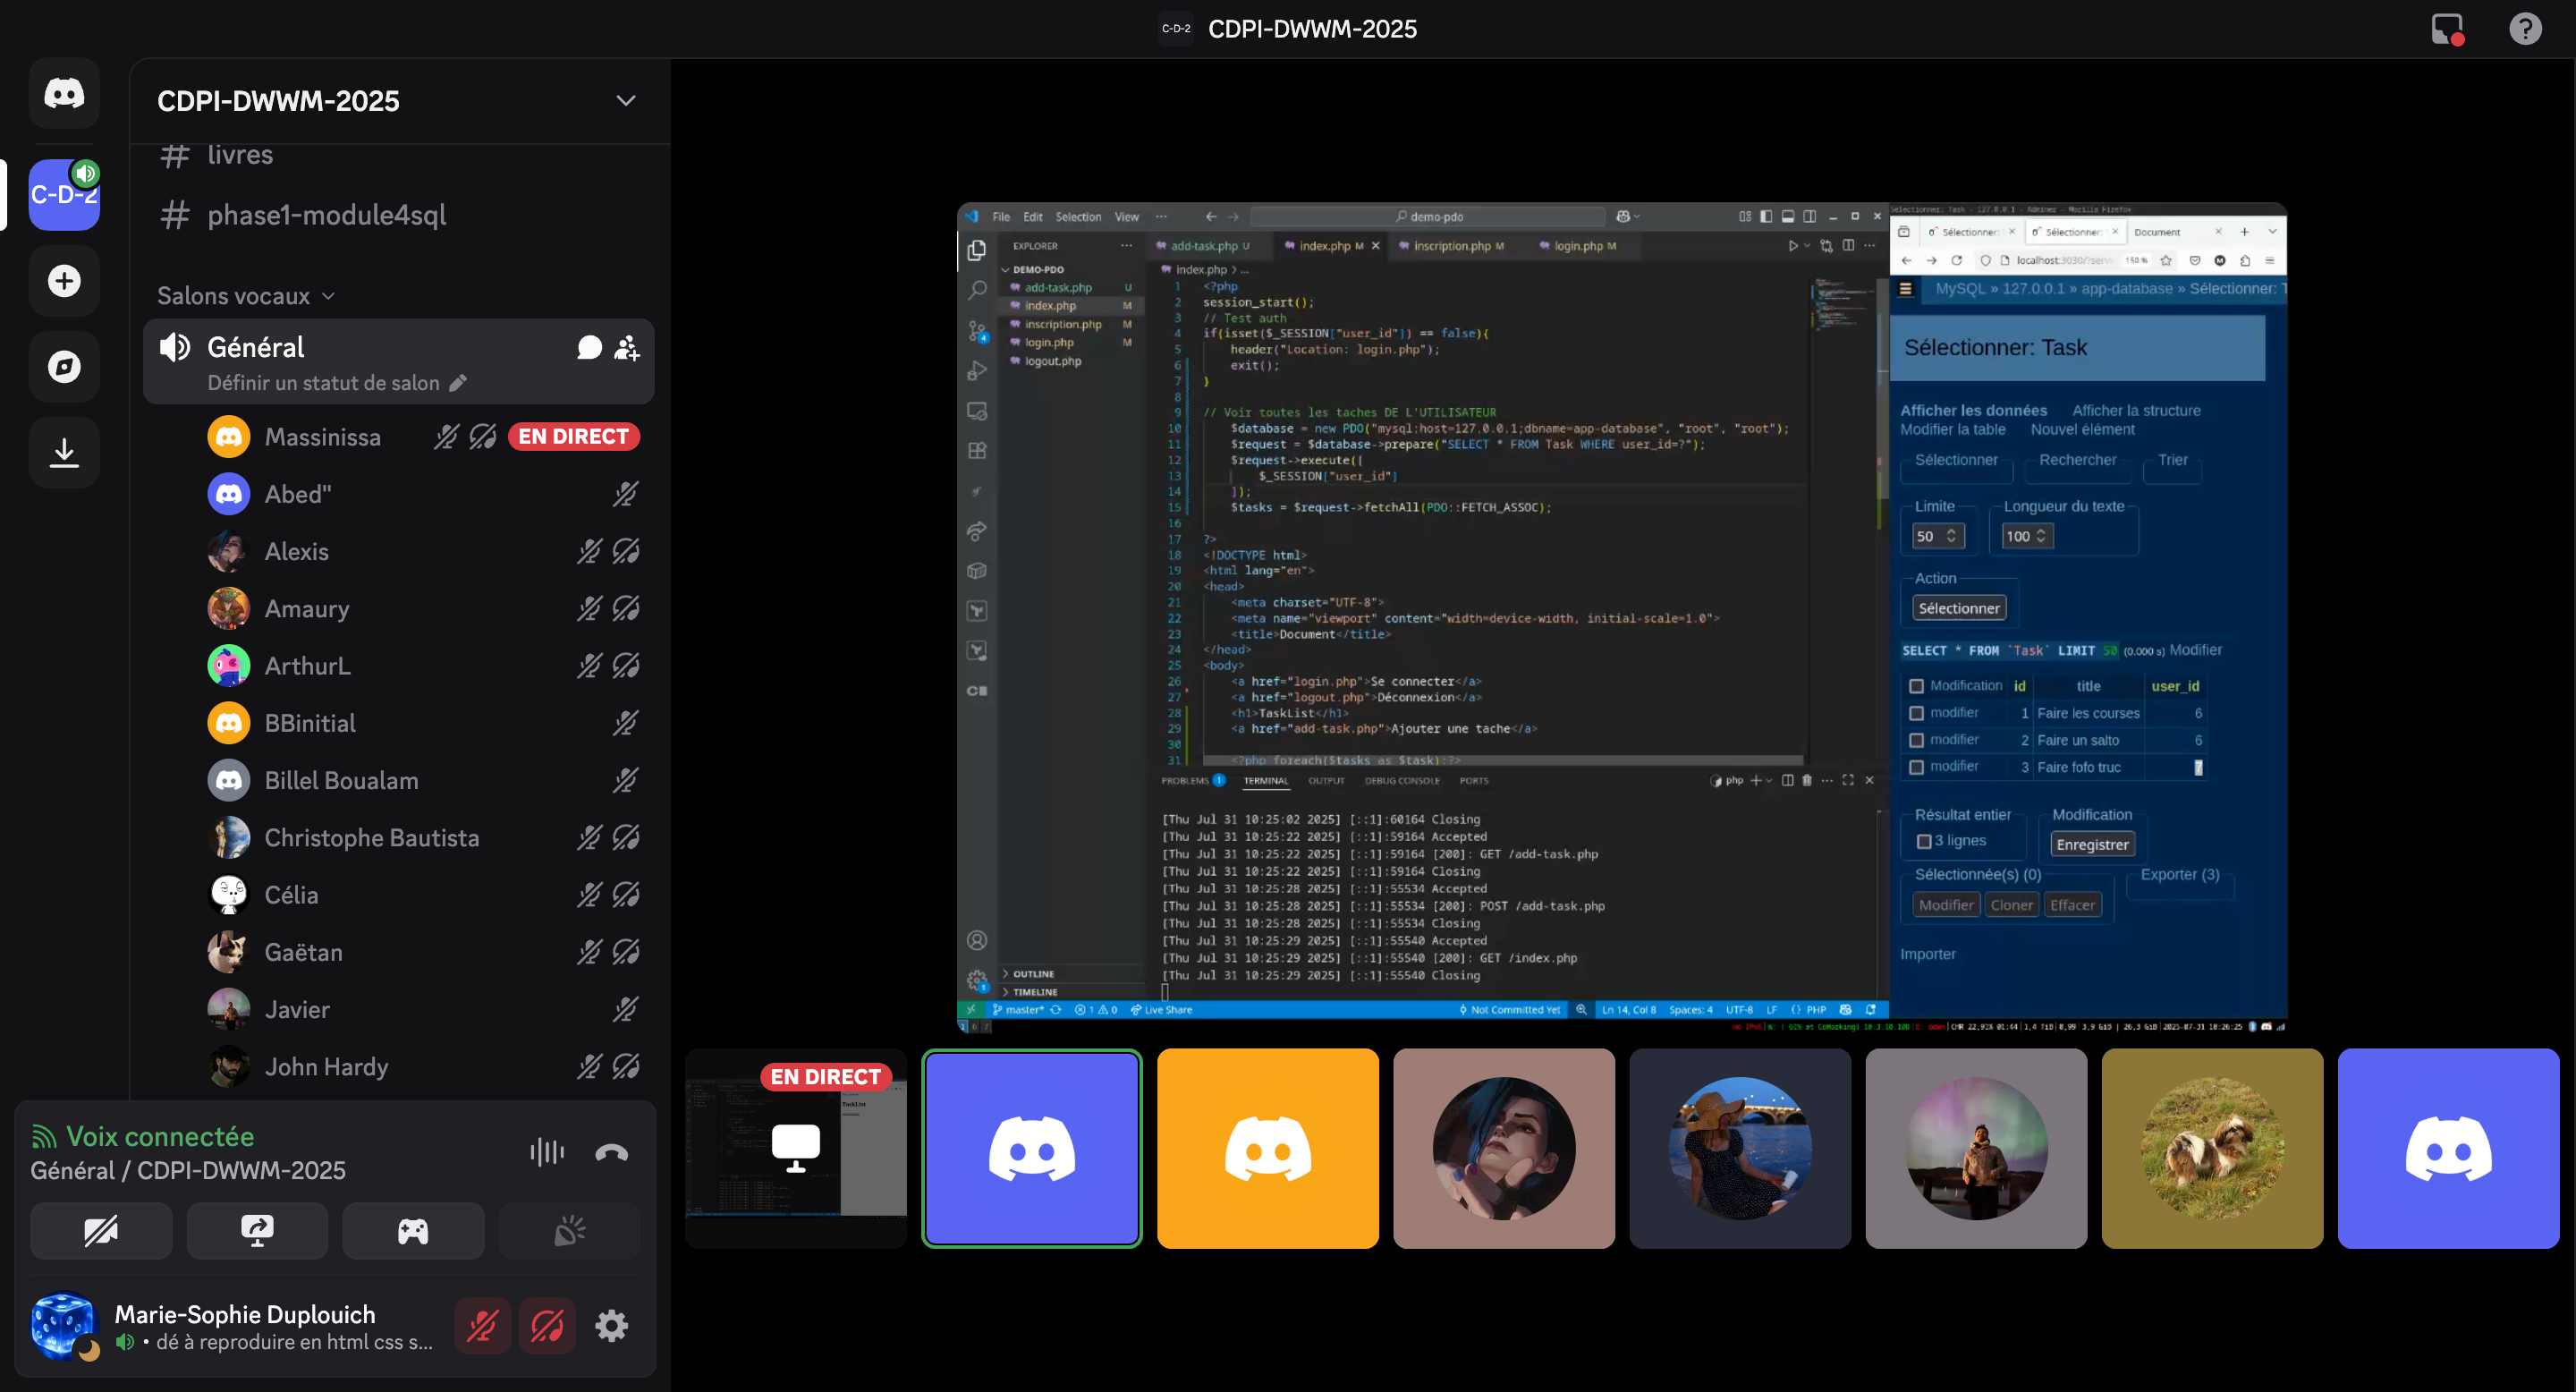 C-D-2 CDPI-DWWM-2025
CDPI-DWWM-2025
livres
C-D-2
phase1-module4sql
Salons vocaux
Général
Définir un statut de salon
Massinissa EN DIRECT
Abed"
Alexis
Amaury
ArthurL
BBinitial
Billel Boualam
Christophe Bautista
Célia
Gaëtan
Javier
John Hardy
Voix connectée
Général / CDPI-DWWM-2025
Marie-Sophie Duplouich
• dé à reproduire en html css s...
File Edit Selection View ... demo-pdo
EXPLORER
DEMO-PDO
add-task.php U
index.php M
inscription.php M
login.php M
logout.php
OUTLINE
TIMELINE
add-task.php U index.php M inscription.php M login.php M
index.php > ...
1 <?php
2 session_start();
3 // Test auth
4 if(isset($_SESSION["user_id"]) == false){
5 header("Location: login.php");
6 exit();
7 }
8
9 // Voir toutes les taches DE L'UTILISATEUR
10 $database = new PDO("mysql:host=127.0.0.1;dbname=app-database", "root", "root");
11 $request = $database->prepare("SELECT * FROM Task WHERE user_id=?");
12 $request->execute([
13 $_SESSION["user_id"]
14 ]);
15 $tasks = $request->fetchAll(PDO::FETCH_ASSOC);
16
17 ?>
18 <!DOCTYPE html>
19 <html lang="en">
20 <head>
21 <meta charset="UTF-8">
22 <meta name="viewport" content="width=device-width, initial-scale=1.0">
23 <title>Document</title>
24 </head>
25 <body>
26 <a href="login.php">Se connecter</a>
27 <a href="logout.php">Déconnexion</a>
28 <h1>TaskList</h1>
29 <a href="add-task.php">Ajouter une tache</a>
30
31 <?php foreach($tasks as $task):?>
PROBLEMS 1 TERMINAL OUTPUT DEBUG CONSOLE PORTS php
[Thu Jul 31 10:25:02 2025] [::1]:60164 Closing
[Thu Jul 31 10:25:22 2025] [::1]:59164 Accepted
[Thu Jul 31 10:25:22 2025] [::1]:59164 [200]: GET /add-task.php
[Thu Jul 31 10:25:22 2025] [::1]:59164 Closing
[Thu Jul 31 10:25:28 2025] [::1]:55534 Accepted
[Thu Jul 31 10:25:28 2025] [::1]:55534 [200]: POST /add-task.php
[Thu Jul 31 10:25:28 2025] [::1]:55534 Closing
[Thu Jul 31 10:25:29 2025] [::1]:55540 Accepted
[Thu Jul 31 10:25:29 2025] [::1]:55540 [200]: GET /index.php
[Thu Jul 31 10:25:29 2025] [::1]:55540 Closing
master* 1 0 Live Share Not Committed Yet Ln 14, Col 8 Spaces: 4 UTF-8 LF {} PHP
Sélectionner: Task - 127.0.0.1 - Adminer - Mozilla Firefox
Sélectionner: Sélectionner: Document
localhost:3030/?serv 150 %
MySQL » 127.0.0.1 » app-database » Sélectionner: T
Sélectionner: Task
Afficher les données Afficher la structure
Modifier la table Nouvel élément
Sélectionner Rechercher Trier
Limite Longueur du texte
50 100
Action
Sélectionner
SELECT * FROM `Task` LIMIT 50 (0.000 s) Modifier
Modification id title user_id
modifier 1 Faire les courses 6
modifier 2 Faire un salto 6
modifier 3 Faire fofo truc
Résultat entier Modification
3 lignes Enregistrer
Sélectionnée(s) (0) Exporter (3)
Modifier Cloner Effacer
Importer
2025-07-31 10:26:25
EN DIRECT